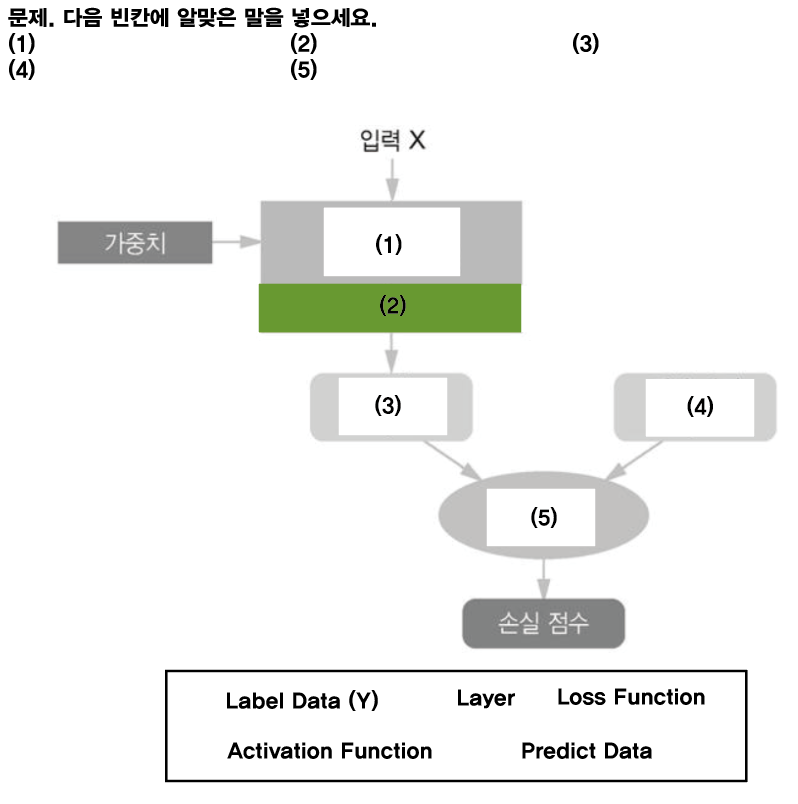 문제. 다음 빈칸에 알맞은 말을 넣으세요.
(1) (2) (3)
(4) (5)
입력 X
가중치
(1)
(2)
(3)
(4)
(5)
손실 점수
Label Data (Y) Layer Loss Function
Activation Function Predict Data